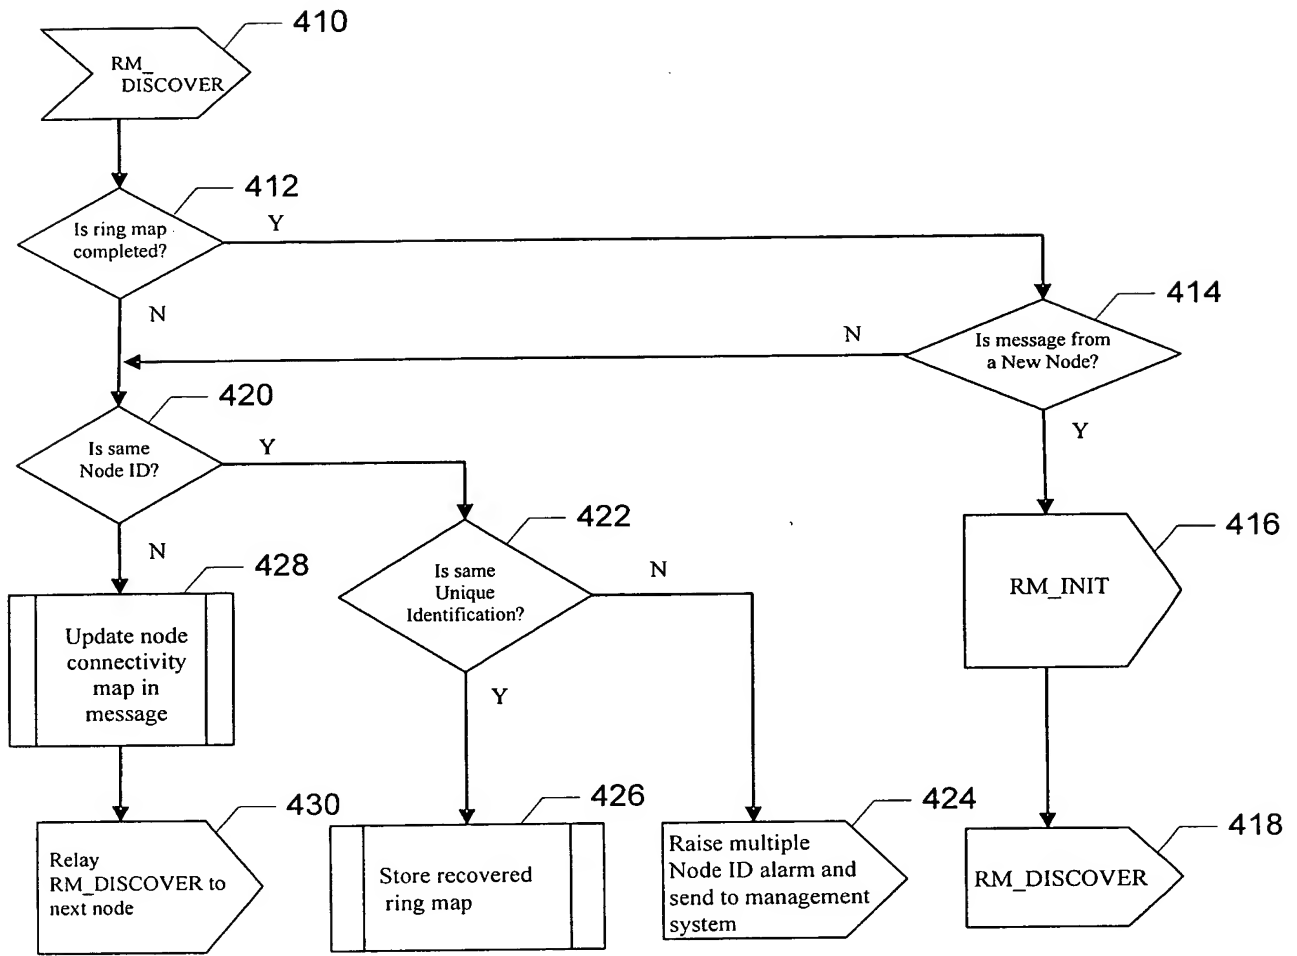 410
RM_
DISCOVER
412
Is ring map
completed?
Y
N
414
Is message from
a New Node?
N
Y
420
Is same
Node ID?
Y
N
422
Is same
Unique
Identification?
N
Y
416
RM_INIT
428
Update node
connectivity
map in
message
430
Relay
RM_DISCOVER to
next node
426
Store recovered
ring map
424
Raise multiple
Node ID alarm and
send to management
system
418
RM_DISCOVER